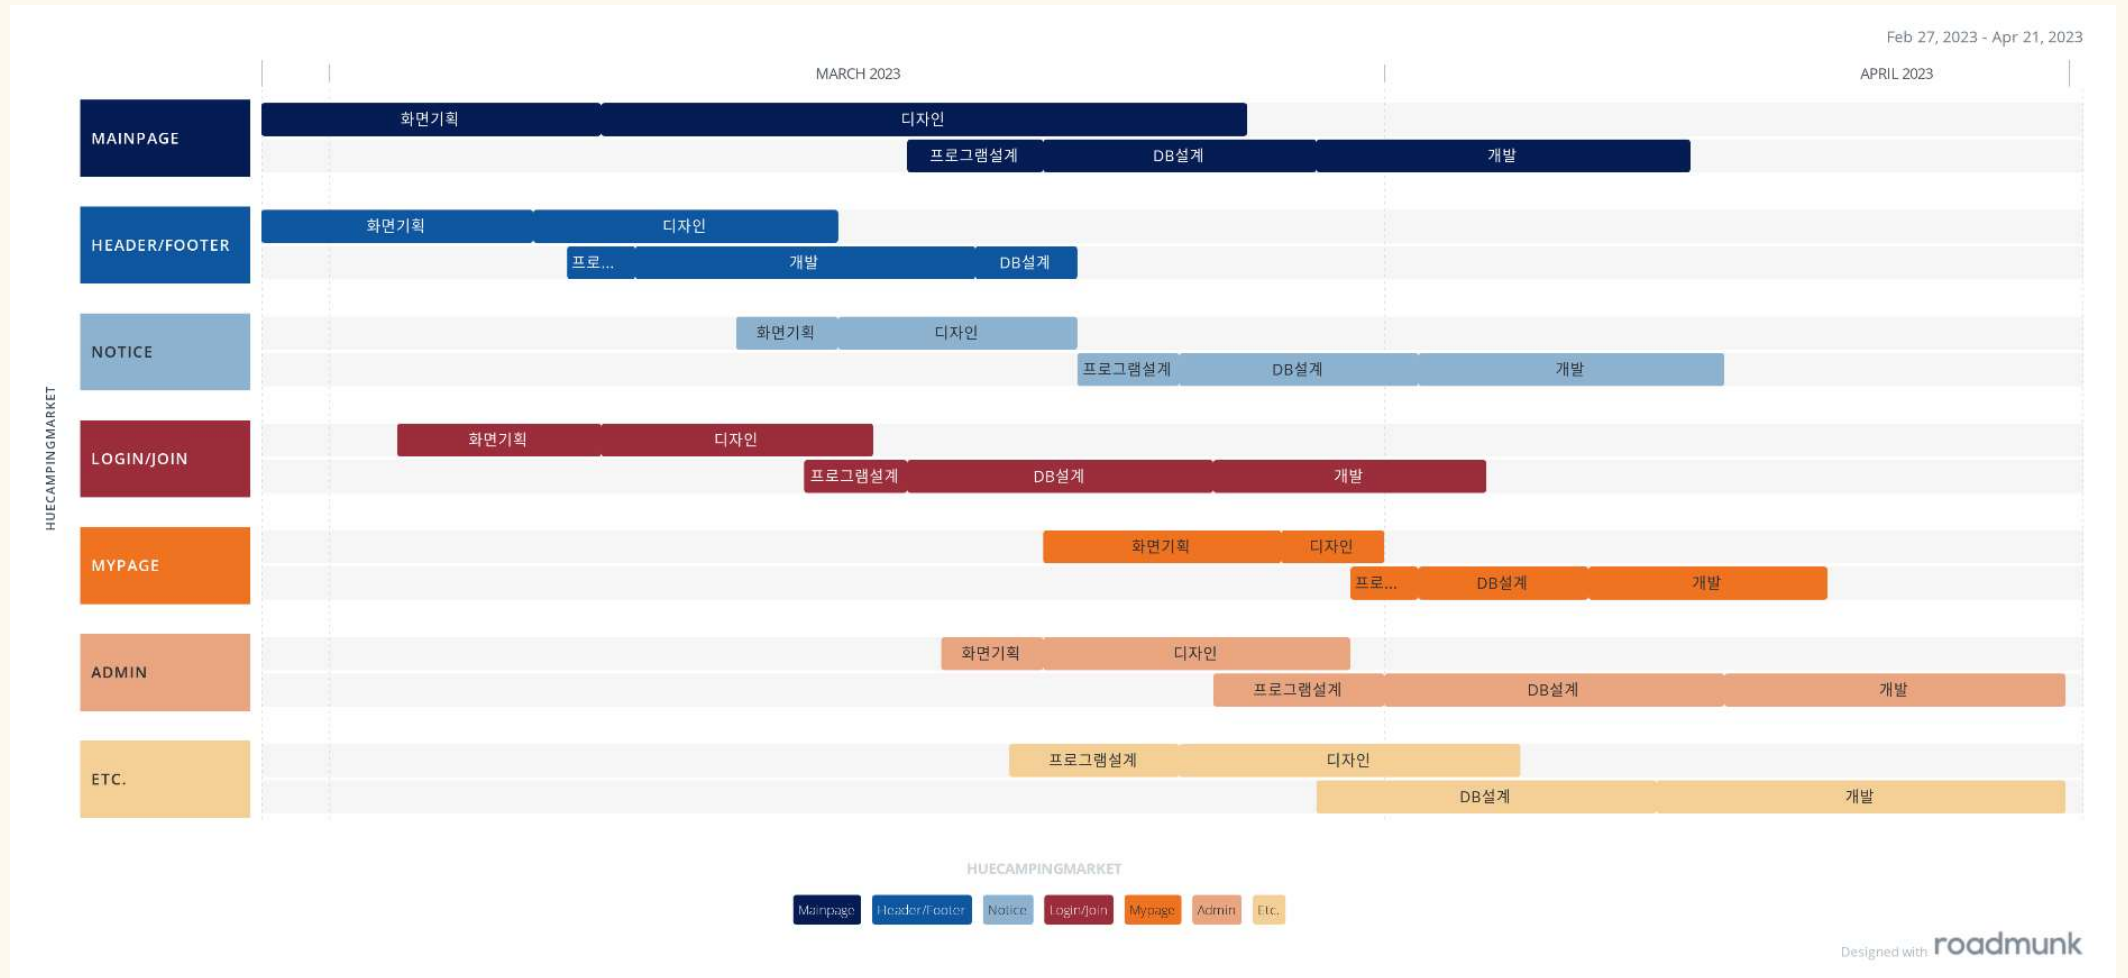 Feb 27, 2023 - Apr 21, 2023
MARCH 2023 APRIL 2023
HUECAMPINGMARKET
MAINPAGE
화면기획 디자인
프로그램설계 DB설계 개발
HEADER/FOOTER
화면기획 디자인
프로... 개발 DB설계
NOTICE
화면기획 디자인
프로그램설계 DB설계 개발
LOGIN/JOIN
화면기획 디자인
프로그램설계 DB설계 개발
MYPAGE
화면기획 디자인
프로... DB설계 개발
ADMIN
화면기획 디자인
프로그램설계 DB설계 개발
ETC.
프로그램설계 디자인
DB설계 개발
HUECAMPINGMARKET
Mainpage Header/Footer Notice Login/Join Mypage Admin Etc.
Designed with roadmunk